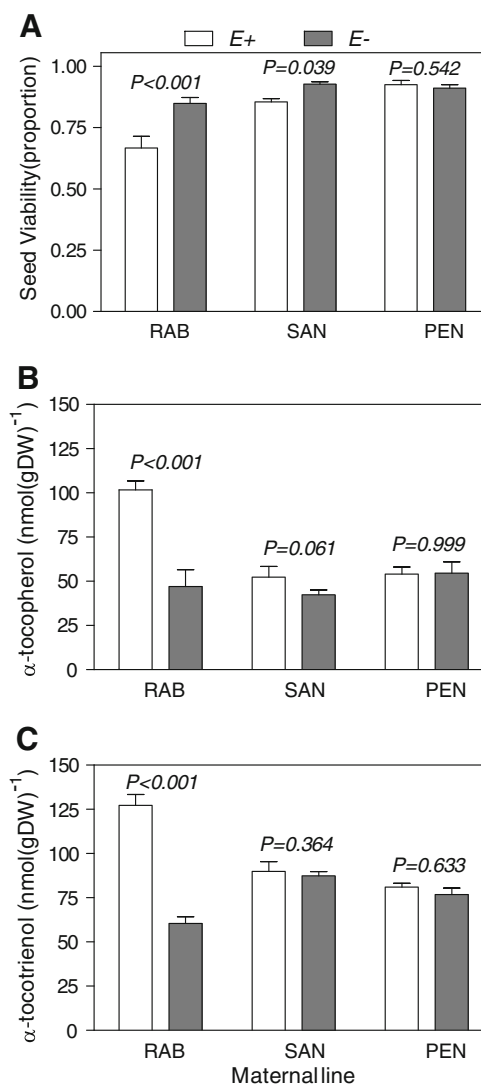 A
E+ E-
Seed Viability(proportion)
1.00
0.75
0.50
0.25
0.00
P<0.001
P=0.039
P=0.542
RAB SAN PEN
B
α-tocopherol (nmol(gDW)⁻¹)
150
125
100
75
50
25
0
P<0.001
P=0.061
P=0.999
RAB SAN PEN
C
α-tocotrienol (nmol(gDW)⁻¹)
150
125
100
75
50
25
0
P<0.001
P=0.364
P=0.633
RAB SAN PEN
Maternalline